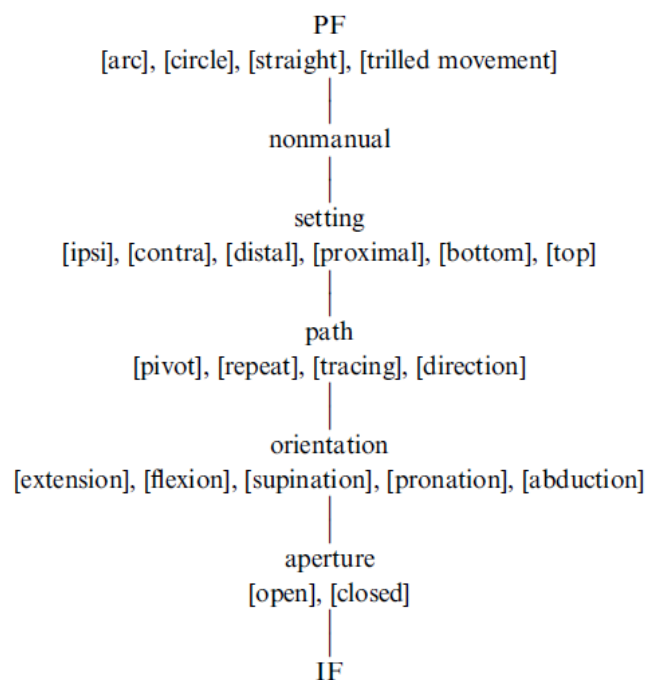 PF
[arc], [circle], [straight], [trilled movement]
nonmanual
setting
[ipsi], [contra], [distal], [proximal], [bottom], [top]
path
[pivot], [repeat], [tracing], [direction]
orientation
[extension], [flexion], [supination], [pronation], [abduction]
aperture
[open], [closed]
IF